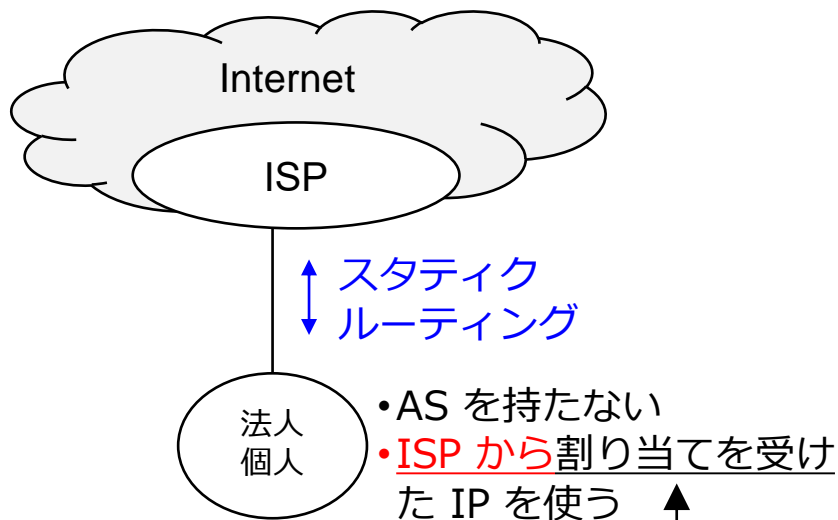 Internet
ISP
スタティク
ルーティング
法人
個人
•AS を持たない
•ISP から割り当てを受け
た IP を使う